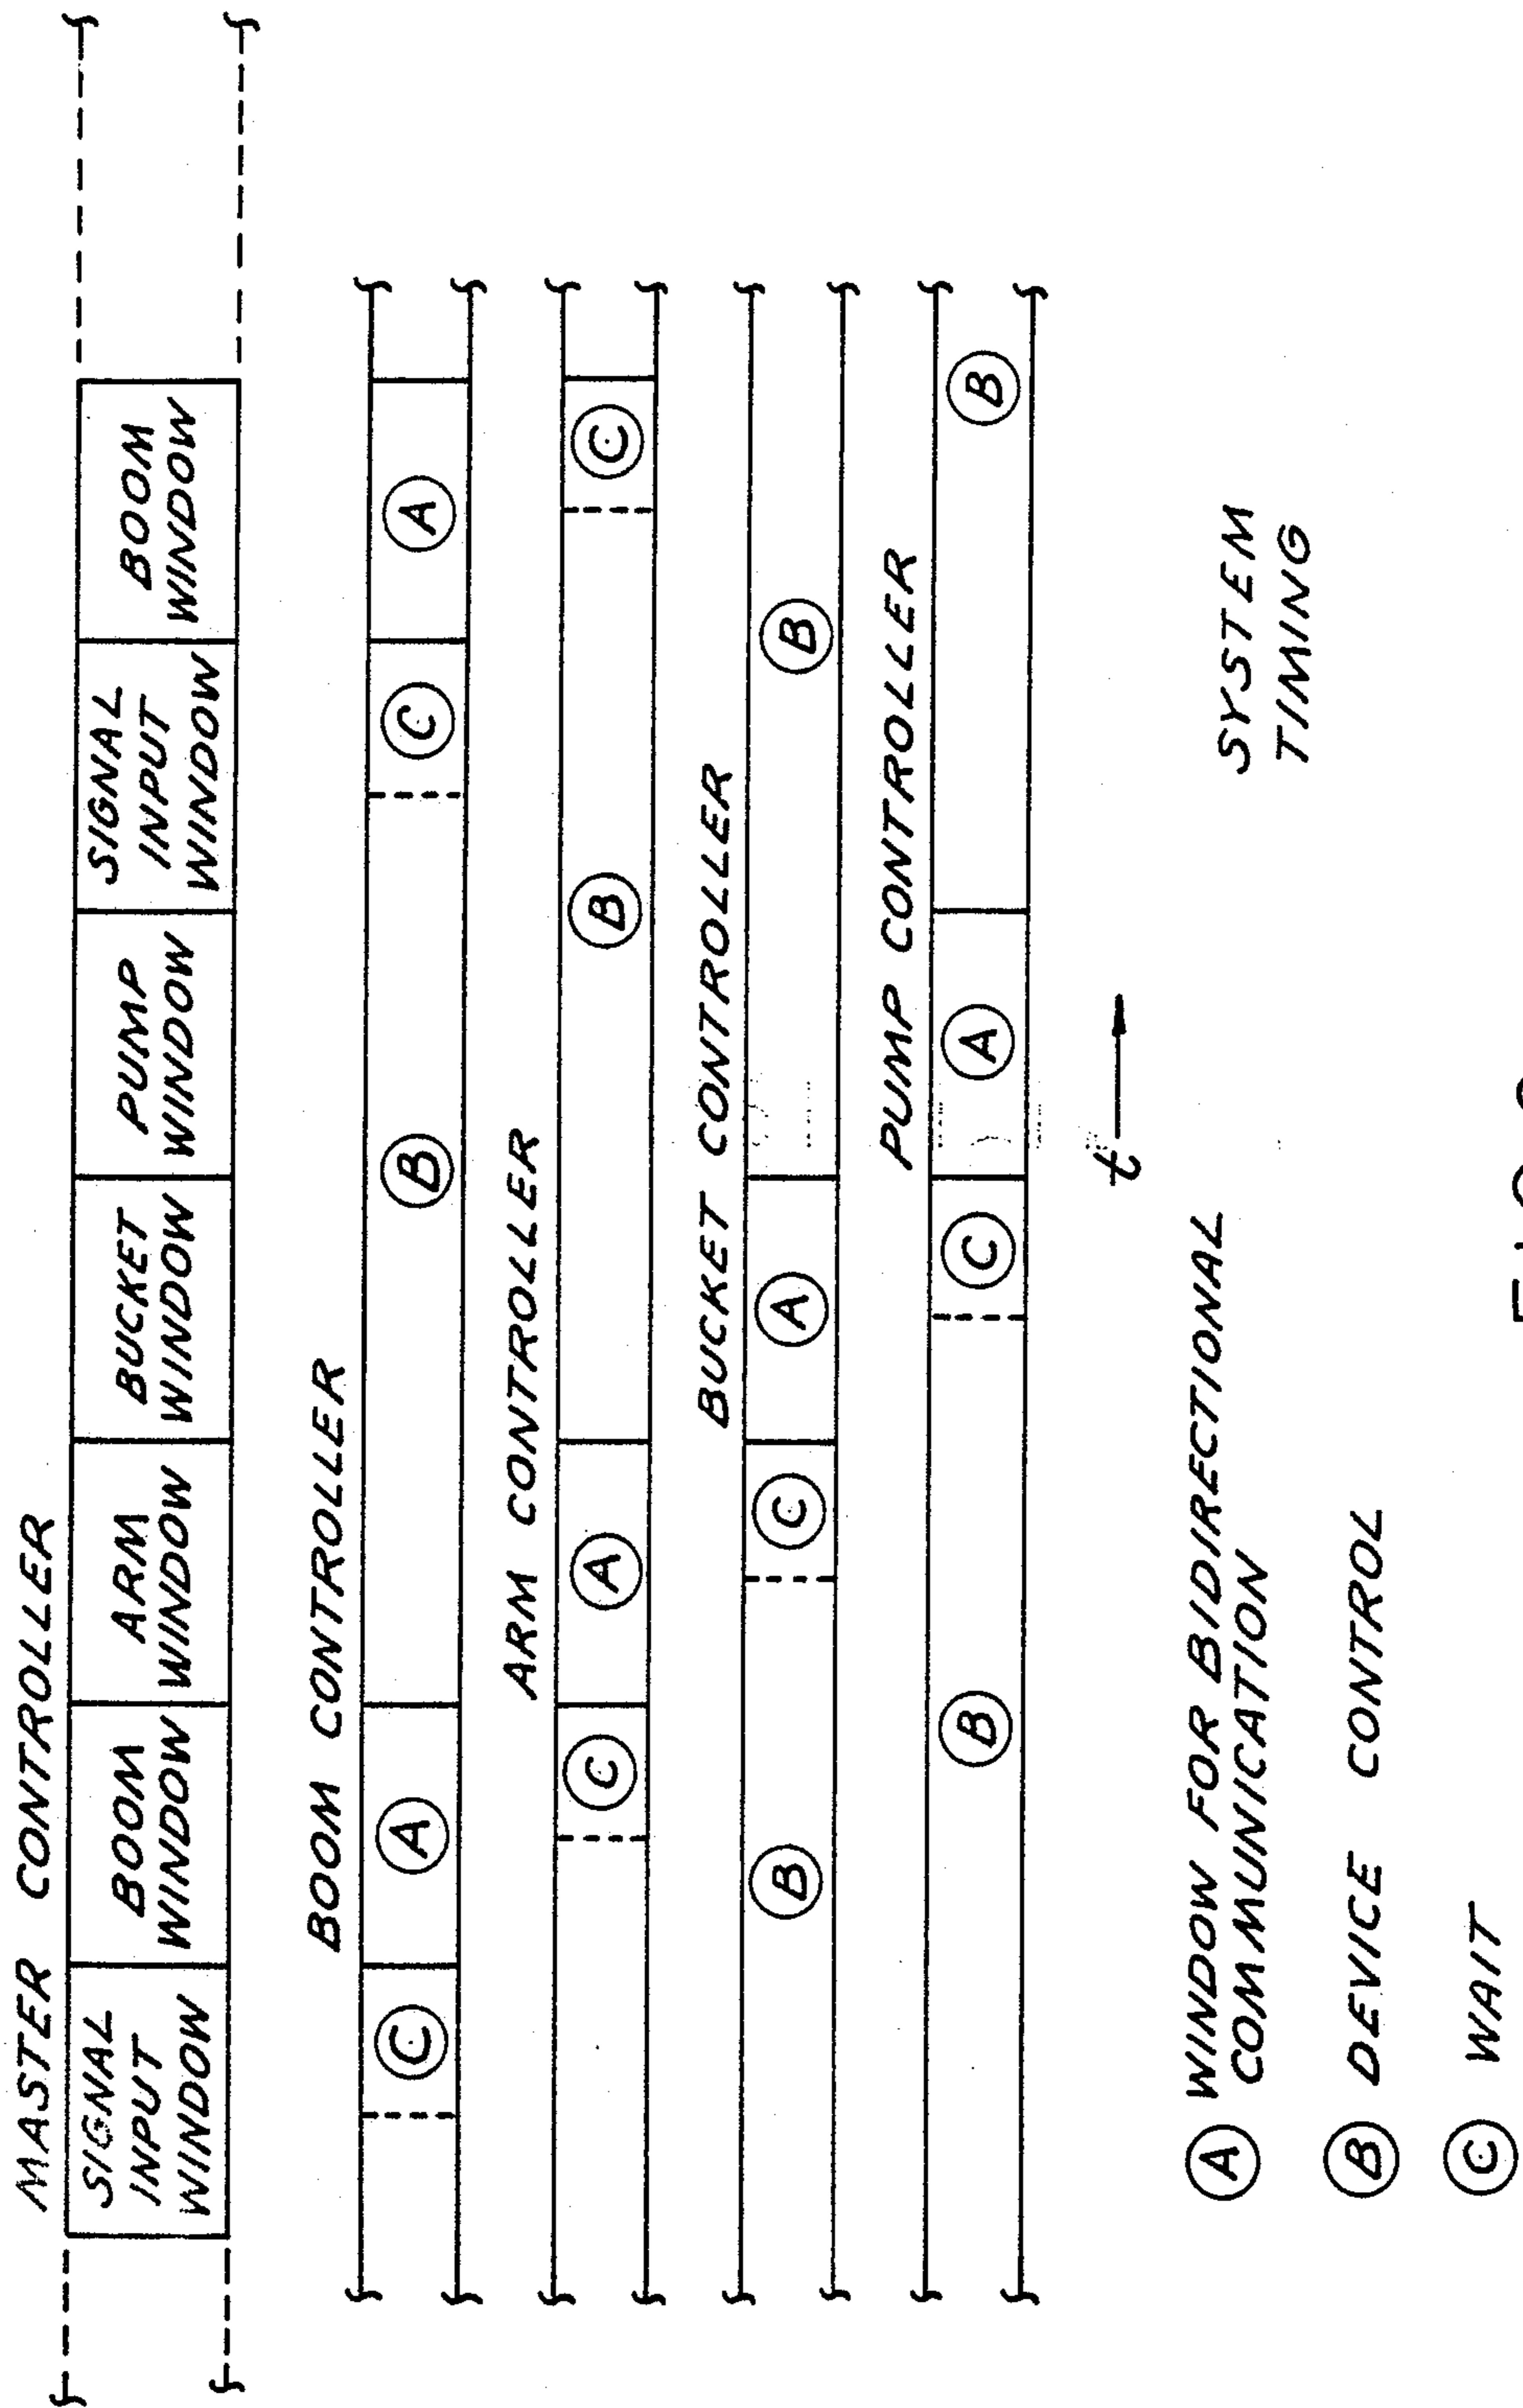 MASTER CONTROLLER
SIGNAL
INPUT
WINDOW
BOOM
WINDOW
ARM
WINDOW
BUCKET
WINDOW
PUMP
WINDOW
SIGNAL
INPUT
WINDOW
BOOM
WINDOW
BOOM CONTROLLER
C
A
B
C
A
ARM CONTROLLER
C
A
B
C
BUCKET CONTROLLER
B
C
A
B
PUMP CONTROLLER
B
C
A
B
t
A WINDOW FOR BIDIRECTIONAL
COMMUNICATION
B DEVICE CONTROL
C WAIT
SYSTEM
TIMING